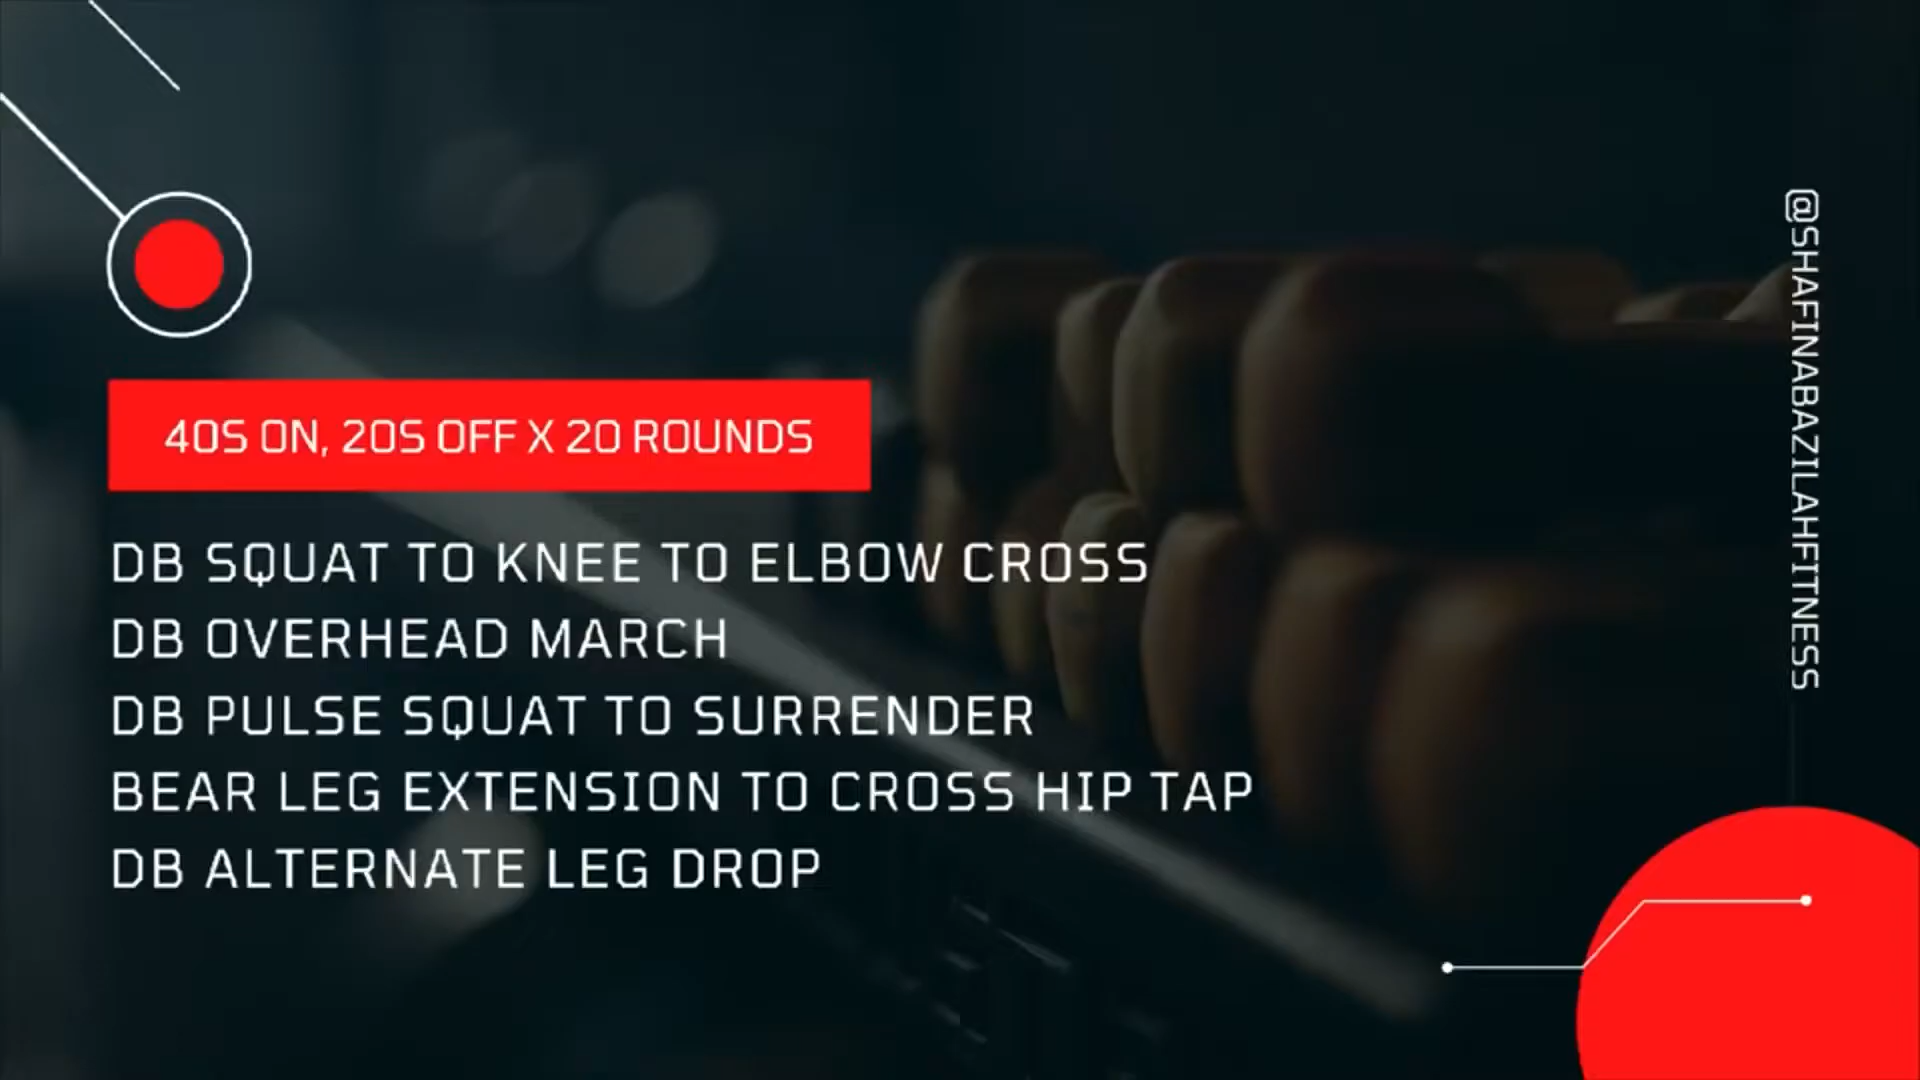 40S ON, 20S OFF X 20 ROUNDS
DB SQUAT TO KNEE TO ELBOW CROSS
DB OVERHEAD MARCH
DB PULSE SQUAT TO SURRENDER
BEAR LEG EXTENSION TO CROSS HIP TAP
DB ALTERNATE LEG DROP
@SHAFINABAZILAHFITNESS